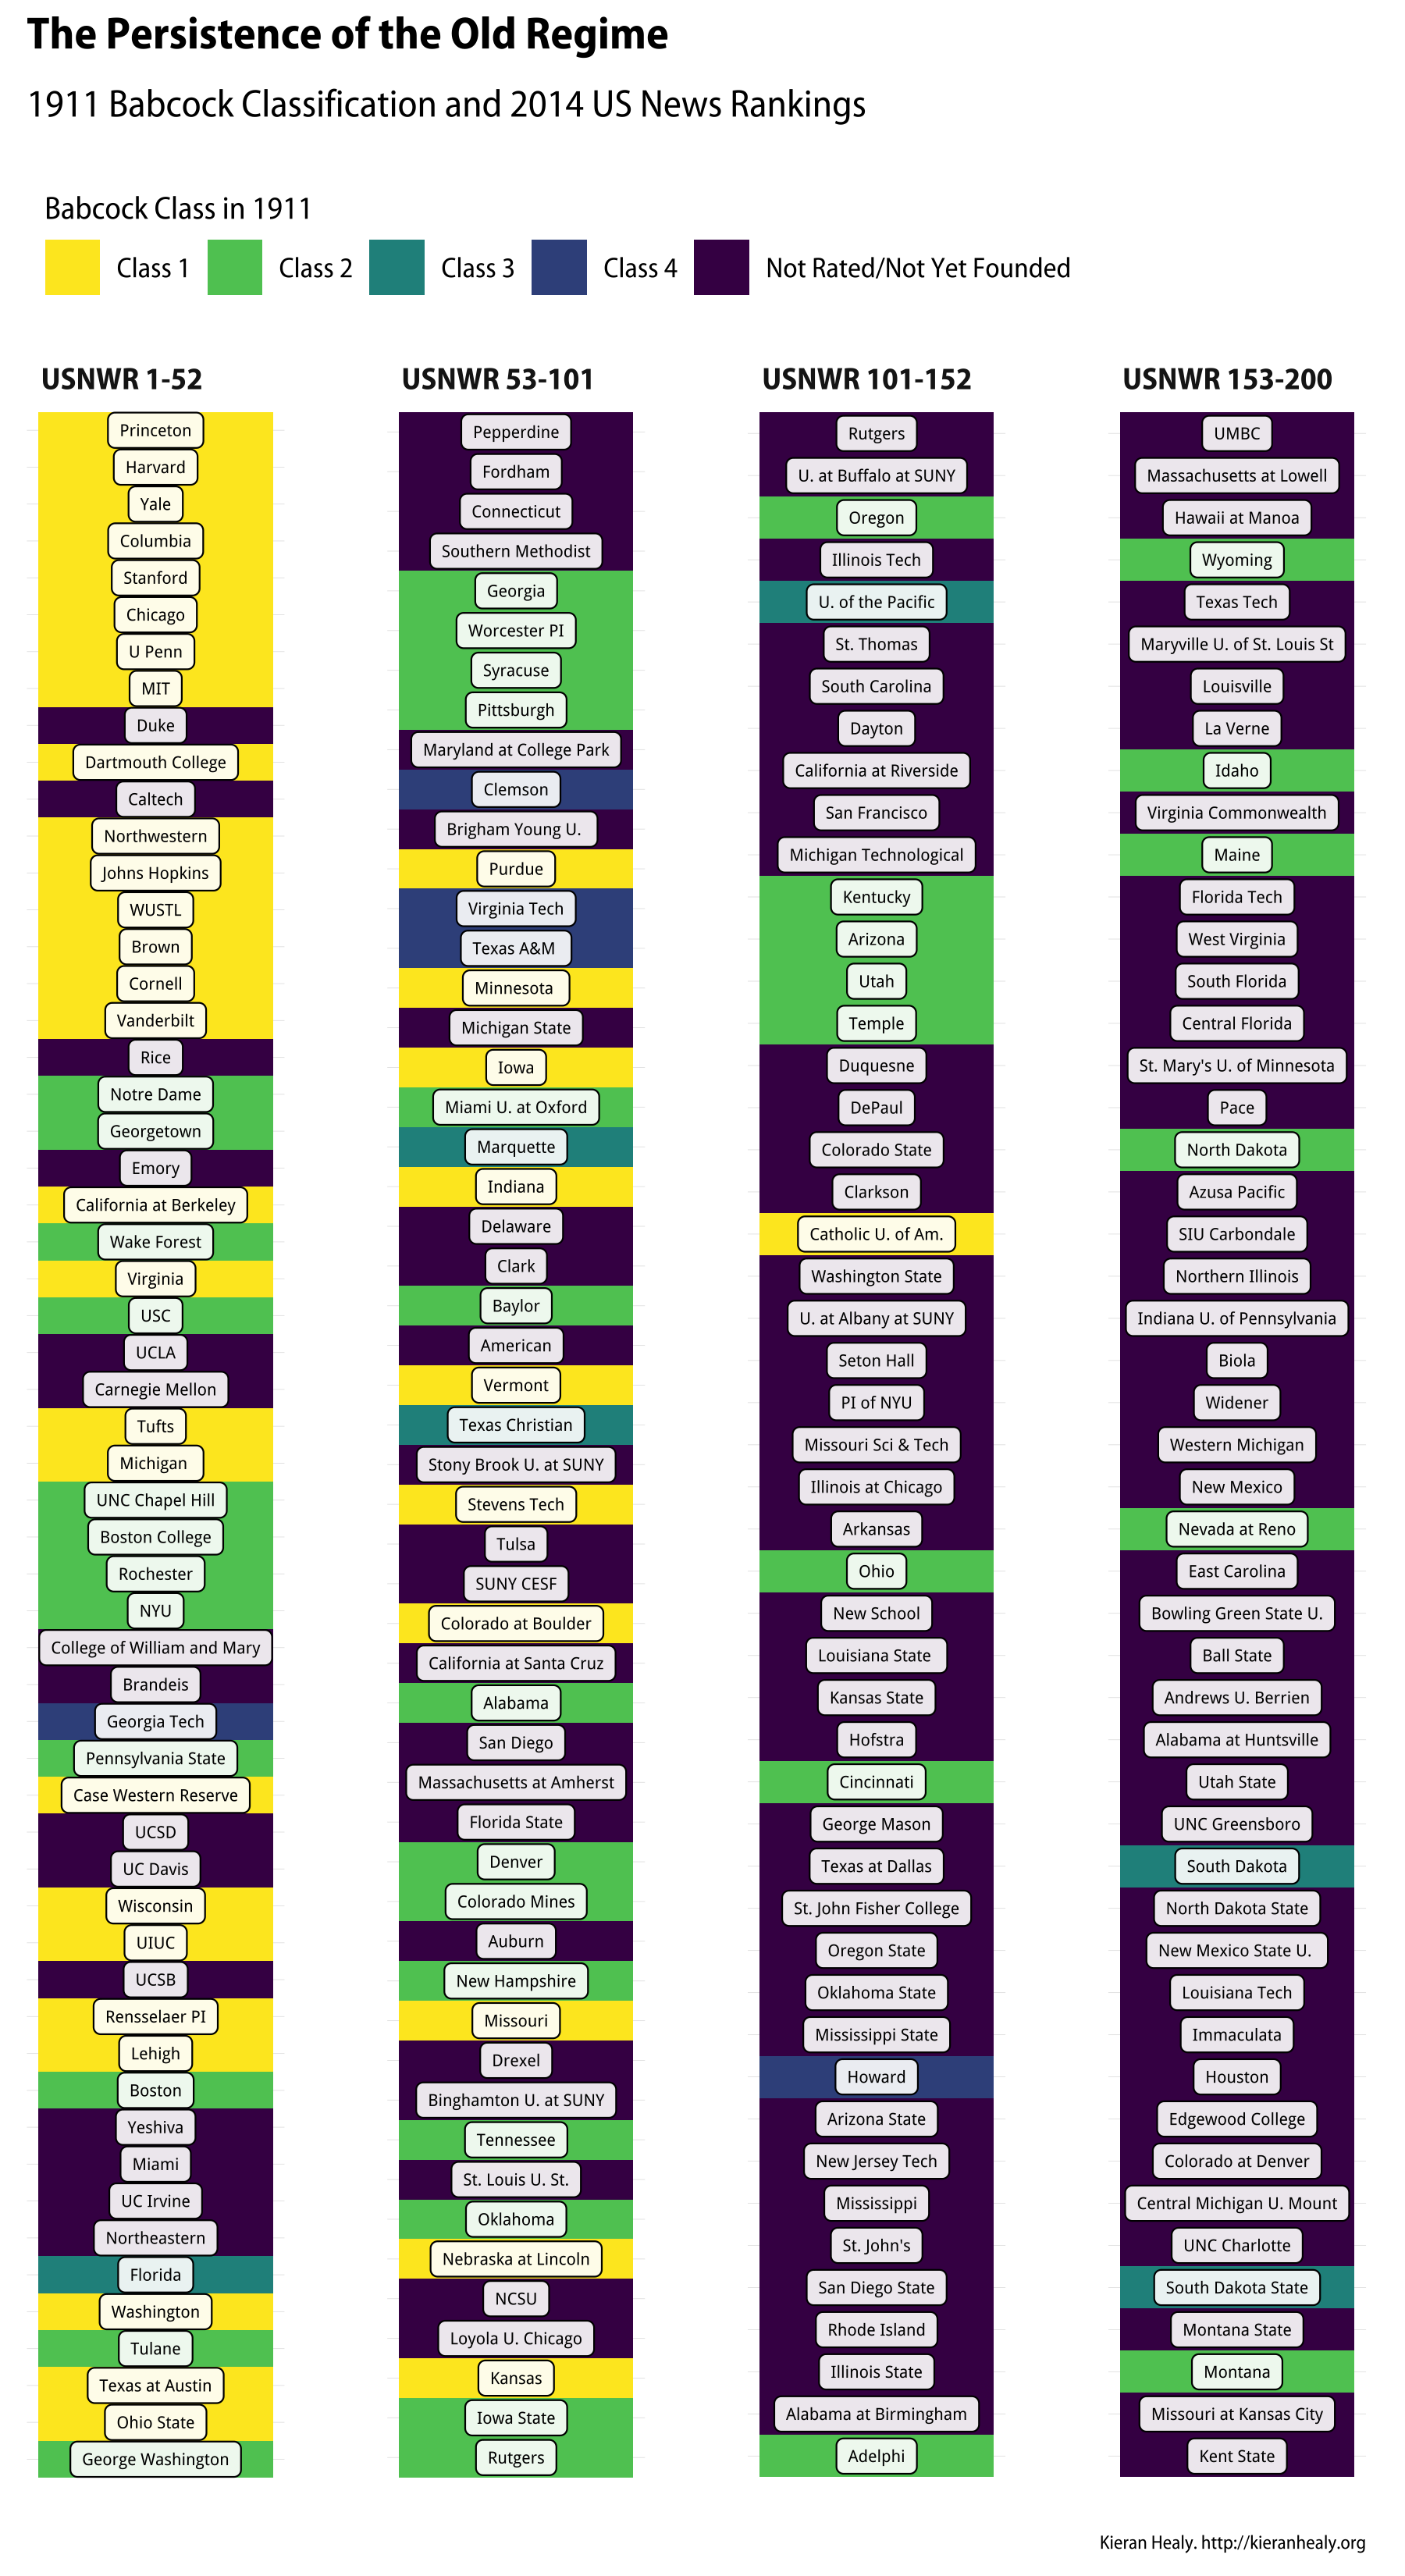 The Persistence of the Old Regime
1911 Babcock Classification and 2014 US News Rankings
Babcock Class in 1911
Class 1
Class 2
Class 3
Class 4
Not Rated/Not Yet Founded
USNWR 1-52
Princeton
Harvard
Yale
Columbia
Stanford
Chicago
U Penn
MIT
Duke
Dartmouth College
Caltech
Northwestern
Johns Hopkins
WUSTL
Brown
Cornell
Vanderbilt
Rice
Notre Dame
Georgetown
Emory
California at Berkeley
Wake Forest
Virginia
USC
UCLA
Carnegie Mellon
Tufts
Michigan
UNC Chapel Hill
Boston College
Rochester
NYU
College of William and Mary
Brandeis
Georgia Tech
Pennsylvania State
Case Western Reserve
UCSD
UC Davis
Wisconsin
UIUC
UCSB
Rensselaer PI
Lehigh
Boston
Yeshiva
Miami
UC Irvine
Northeastern
Florida
Washington
Tulane
Texas at Austin
Ohio State
George Washington
USNWR 53-101
Pepperdine
Fordham
Connecticut
Southern Methodist
Georgia
Worcester PI
Syracuse
Pittsburgh
Maryland at College Park
Clemson
Brigham Young U.
Purdue
Virginia Tech
Texas A&M
Minnesota
Michigan State
Iowa
Miami U. at Oxford
Marquette
Indiana
Delaware
Clark
Baylor
American
Vermont
Texas Christian
Stony Brook U. at SUNY
Stevens Tech
Tulsa
SUNY CESF
Colorado at Boulder
California at Santa Cruz
Alabama
San Diego
Massachusetts at Amherst
Florida State
Denver
Colorado Mines
Auburn
New Hampshire
Missouri
Drexel
Binghamton U. at SUNY
Tennessee
St. Louis U. St.
Oklahoma
Nebraska at Lincoln
NCSU
Loyola U. Chicago
Kansas
Iowa State
Rutgers
USNWR 101-152
Rutgers
U. at Buffalo at SUNY
Oregon
Illinois Tech
U. of the Pacific
St. Thomas
South Carolina
Dayton
California at Riverside
San Francisco
Michigan Technological
Kentucky
Arizona
Utah
Temple
Duquesne
DePaul
Colorado State
Clarkson
Catholic U. of Am.
Washington State
U. at Albany at SUNY
Seton Hall
PI of NYU
Missouri Sci & Tech
Illinois at Chicago
Arkansas
Ohio
New School
Louisiana State
Kansas State
Hofstra
Cincinnati
George Mason
Texas at Dallas
St. John Fisher College
Oregon State
Oklahoma State
Mississippi State
Howard
Arizona State
New Jersey Tech
Mississippi
St. John's
San Diego State
Rhode Island
Illinois State
Alabama at Birmingham
Adelphi
USNWR 153-200
UMBC
Massachusetts at Lowell
Hawaii at Manoa
Wyoming
Texas Tech
Maryville U. of St. Louis St
Louisville
La Verne
Idaho
Virginia Commonwealth
Maine
Florida Tech
West Virginia
South Florida
Central Florida
St. Mary's U. of Minnesota
Pace
North Dakota
Azusa Pacific
SIU Carbondale
Northern Illinois
Indiana U. of Pennsylvania
Biola
Widener
Western Michigan
New Mexico
Nevada at Reno
East Carolina
Bowling Green State U.
Ball State
Andrews U. Berrien
Alabama at Huntsville
Utah State
UNC Greensboro
South Dakota
North Dakota State
New Mexico State U.
Louisiana Tech
Immaculata
Houston
Edgewood College
Colorado at Denver
Central Michigan U. Mount
UNC Charlotte
South Dakota State
Montana State
Montana
Missouri at Kansas City
Kent State
Kieran Healy. http://kieranhealy.org